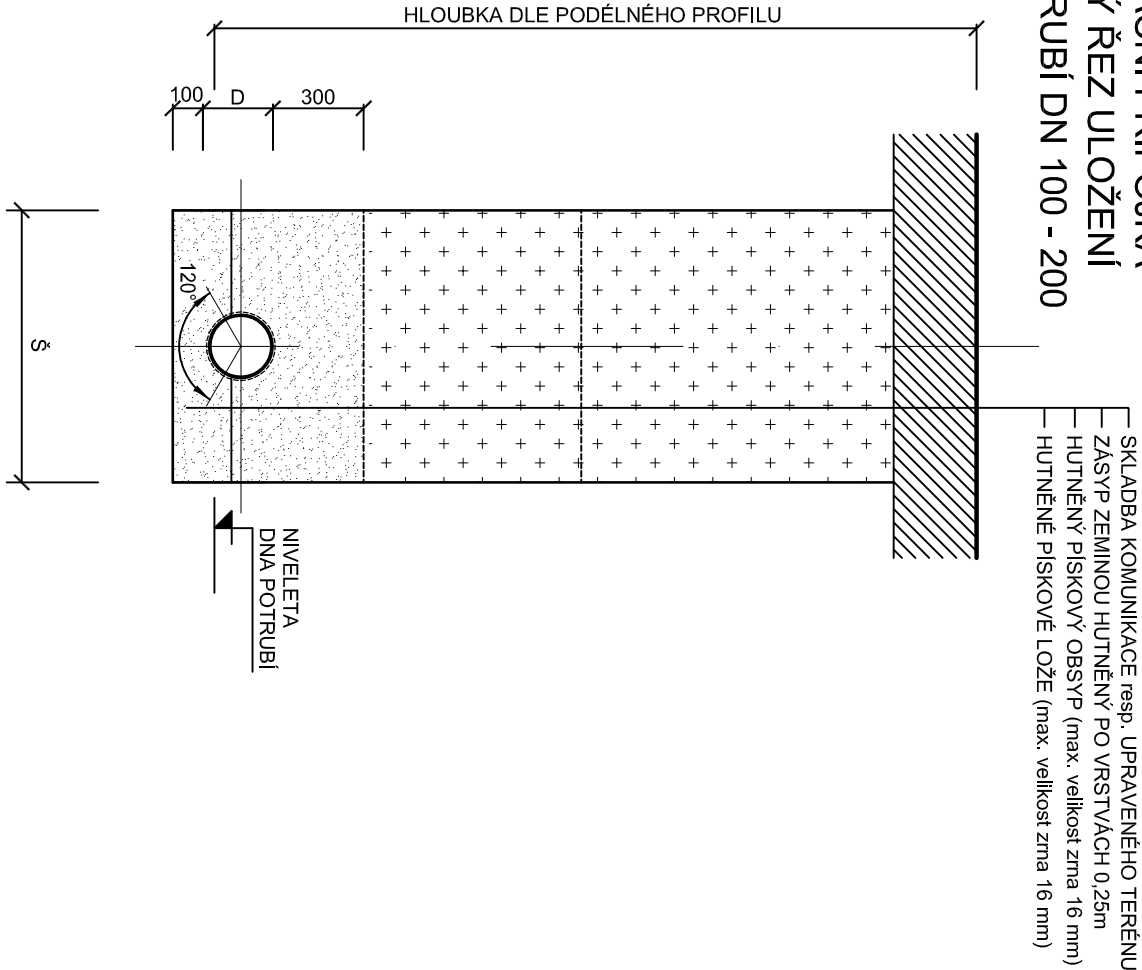 Ý ŘEZ ULOŽENÍ
RUBÍ DN 100 - 200
SKLADBA KOMUNIKACE resp. UPRAVENÉHO TERÉNU
ZÁSYP ZEMINOU HUTNĚNÝ PO VRSTVÁCH 0,25m
HUTNĚNÝ PÍSKOVÝ OBSYP (max. velikost zrna 16 mm)
HUTNĚNÉ PÍSKOVÉ LOŽE (max. velikost zrna 16 mm)
HLOUBKA DLE PODÉLNÉHO PROFILU
300
D
100
120°
NIVELETA
DNA POTRUBÍ
Š